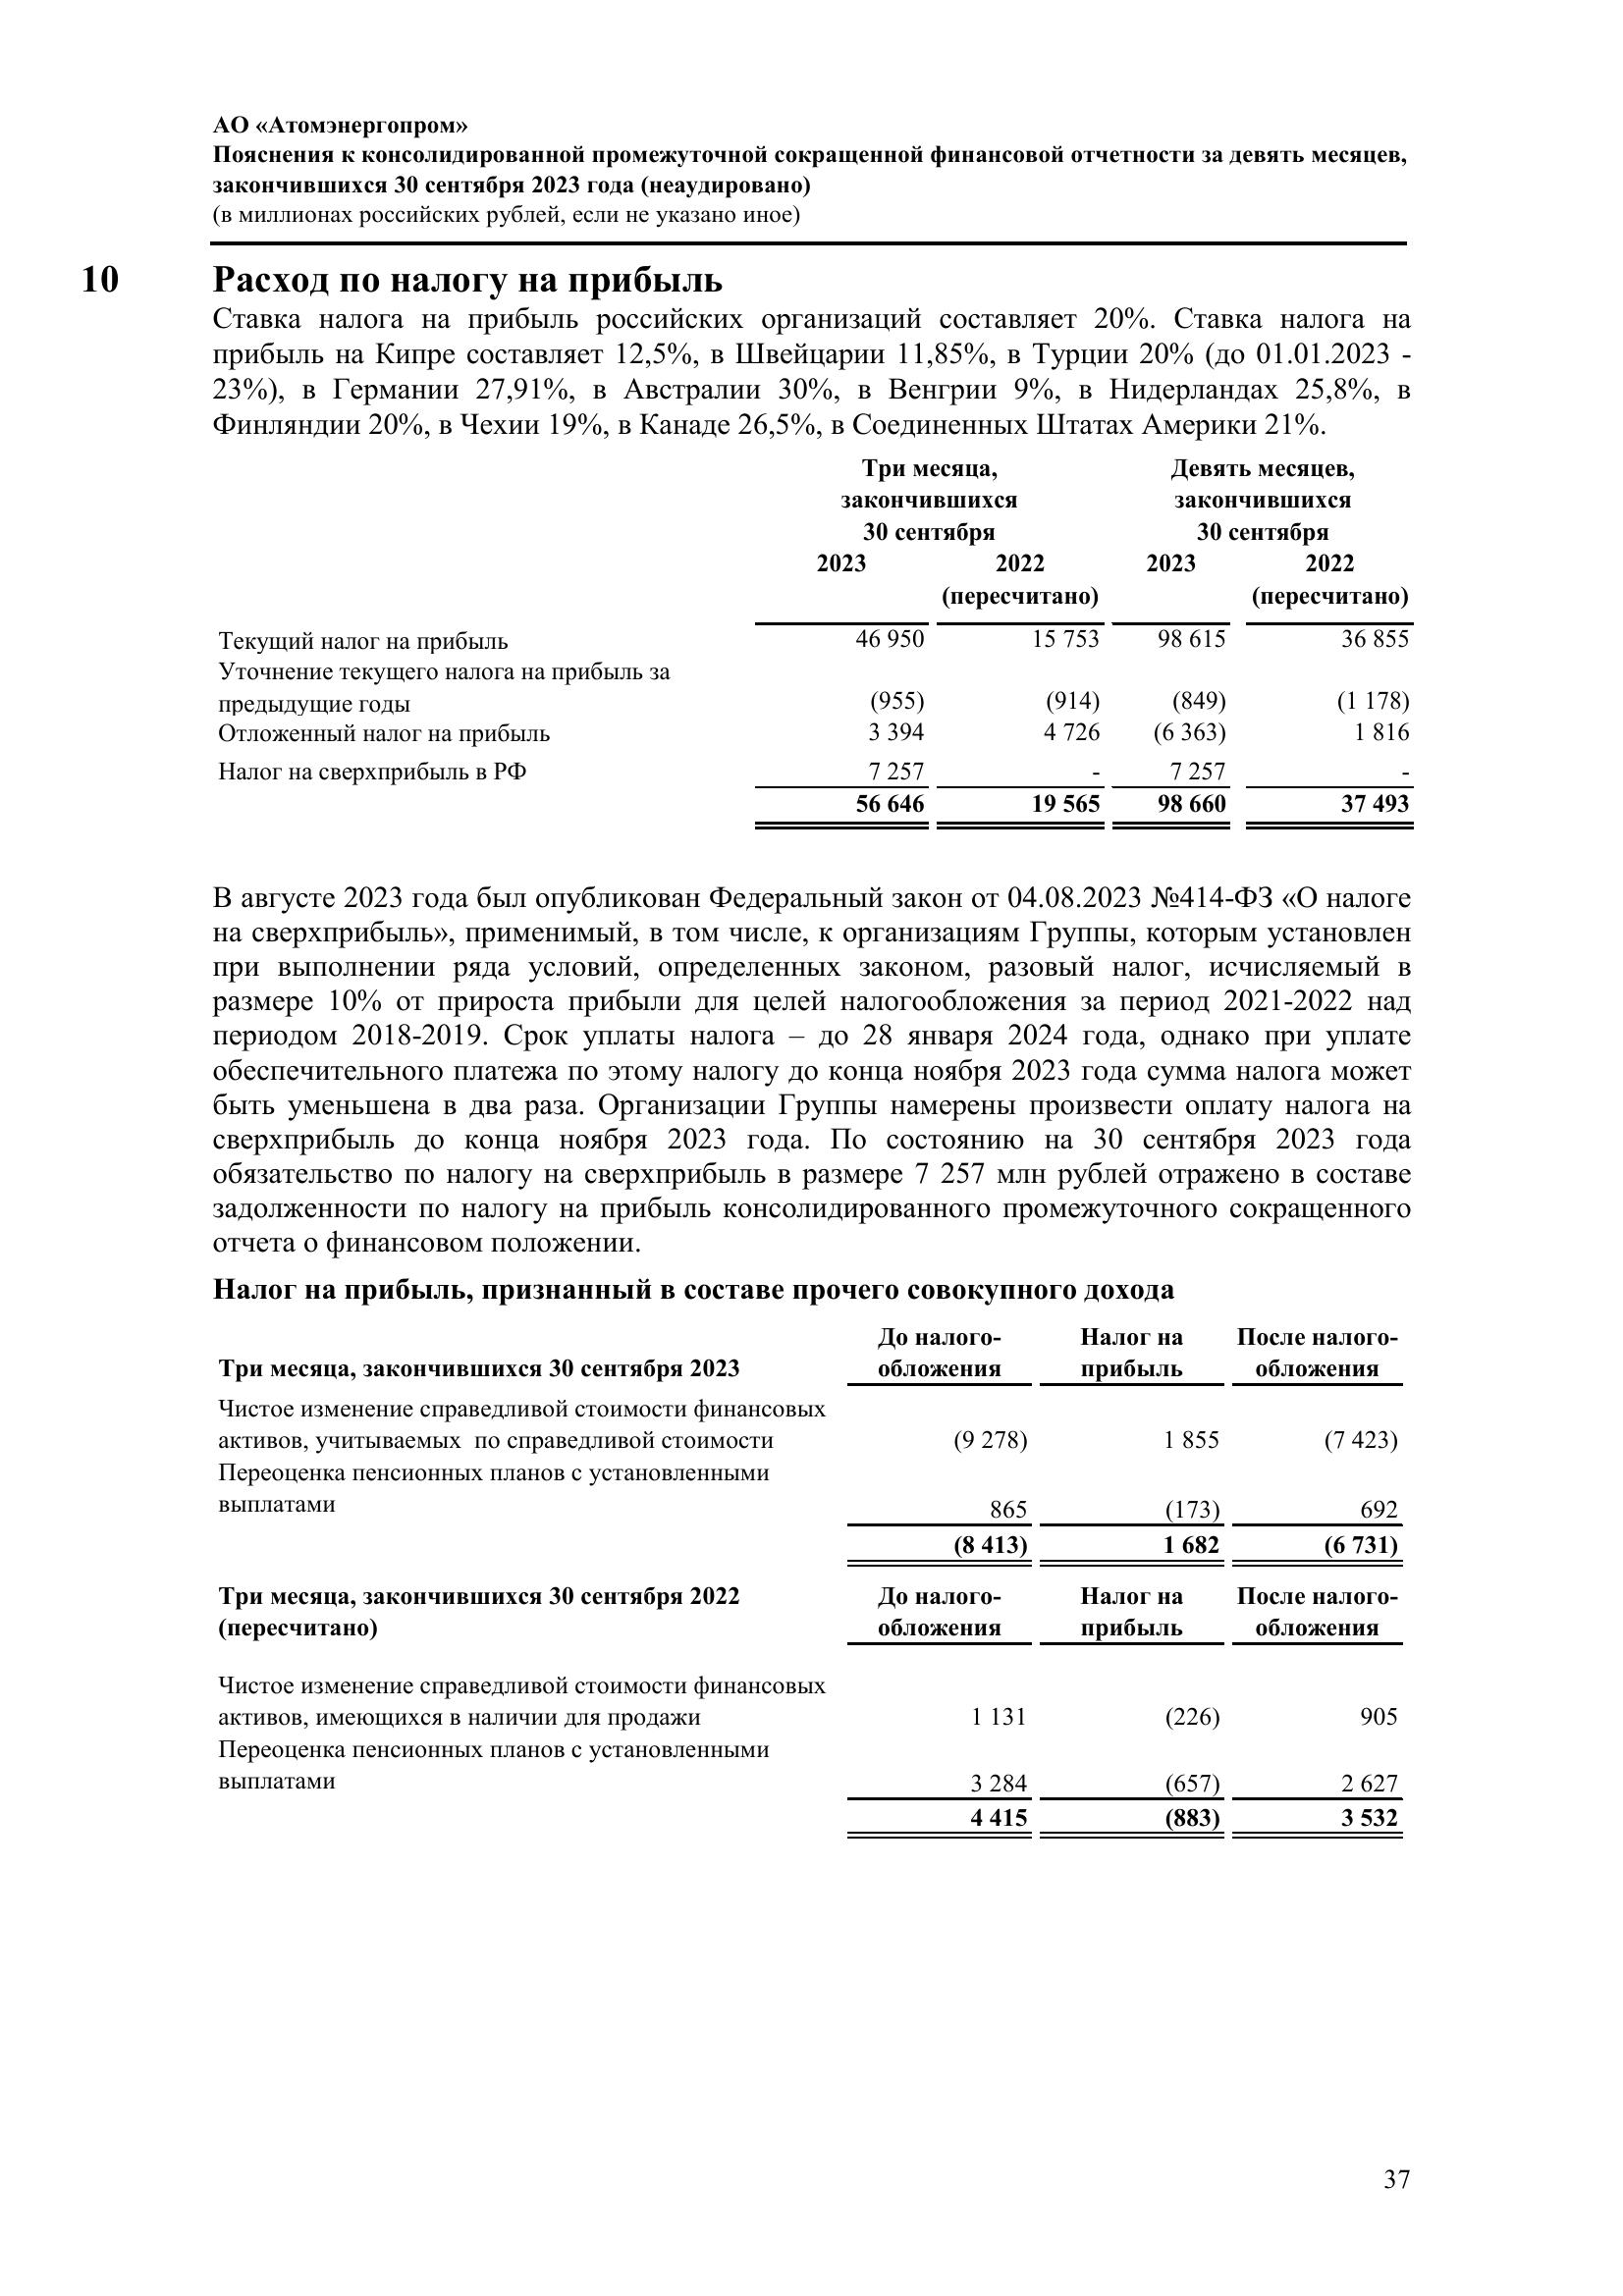 АО «Атомэнергопром»
Пояснения к консолидированной промежуточной сокращенной финансовой отчетности за девять месяцев,
закончившихся 30 сентября 2023 года (неаудировано)
(в миллионах российских рублей, если не указано иное)
10 Расход по налогу на прибыль
Ставка налога на прибыль российских организаций составляет 20%. Ставка налога на
прибыль на Кипре составляет 12,5%, в Швейцарии 11,85%, в Турции 20% (до 01.01.2023 -
23%), в Германии 27,91%, в Австралии 30%, в Венгрии 9%, в Нидерландах 25,8%, в
Финляндии 20%, в Чехии 19%, в Канаде 26,5%, в Соединенных Штатах Америки 21%.
Три месяца, Девять месяцев,
закончившихся закончившихся
30 сентября 30 сентября
2023 2022 2023 2022
(пересчитано) (пересчитано)
Текущий налог на прибыль 46 950 15 753 98 615 36 855
Уточнение текущего налога на прибыль за
предыдущие годы (955) (914) (849) (1 178)
Отложенный налог на прибыль 3 394 4 726 (6 363) 1 816
Налог на сверхприбыль в РФ 7 257 - 7 257 -
56 646 19 565 98 660 37 493
В августе 2023 года был опубликован Федеральный закон от 04.08.2023 №414-ФЗ «О налоге
на сверхприбыль», применимый, в том числе, к организациям Группы, которым установлен
при выполнении ряда условий, определенных законом, разовый налог, исчисляемый в
размере 10% от прироста прибыли для целей налогообложения за период 2021-2022 над
периодом 2018-2019. Срок уплаты налога – до 28 января 2024 года, однако при уплате
обеспечительного платежа по этому налогу до конца ноября 2023 года сумма налога может
быть уменьшена в два раза. Организации Группы намерены произвести оплату налога на
сверхприбыль до конца ноября 2023 года. По состоянию на 30 сентября 2023 года
обязательство по налогу на сверхприбыль в размере 7 257 млн рублей отражено в составе
задолженности по налогу на прибыль консолидированного промежуточного сокращенного
отчета о финансовом положении.
Налог на прибыль, признанный в составе прочего совокупного дохода
До налого- Налог на После налого-
Три месяца, закончившихся 30 сентября 2023 обложения прибыль обложения
Чистое изменение справедливой стоимости финансовых
активов, учитываемых по справедливой стоимости (9 278) 1 855 (7 423)
Переоценка пенсионных планов с установленными
выплатами 865 (173) 692
(8 413) 1 682 (6 731)
Три месяца, закончившихся 30 сентября 2022 До налого- Налог на После налого-
(пересчитано) обложения прибыль обложения
Чистое изменение справедливой стоимости финансовых
активов, имеющихся в наличии для продажи 1 131 (226) 905
Переоценка пенсионных планов с установленными
выплатами 3 284 (657) 2 627
4 415 (883) 3 532
37